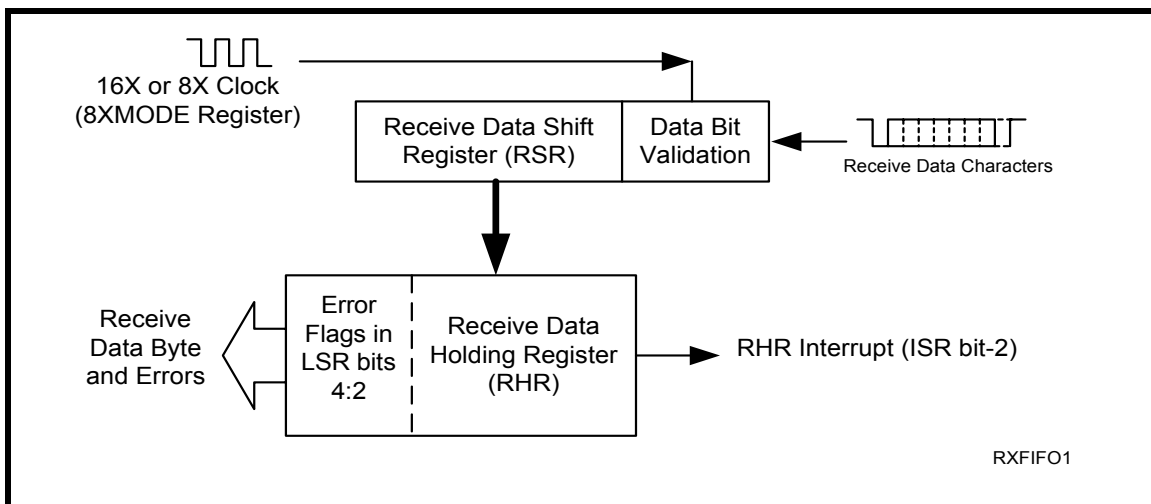 16X or 8X Clock
(8XMODE Register)
Receive Data Shift
Register (RSR)
Data Bit
Validation
Receive Data Characters
Receive
Data Byte
and Errors
Error
Flags in
LSR bits
4:2
Receive Data
Holding Register
(RHR)
RHR Interrupt (ISR bit-2)
RXFIFO1